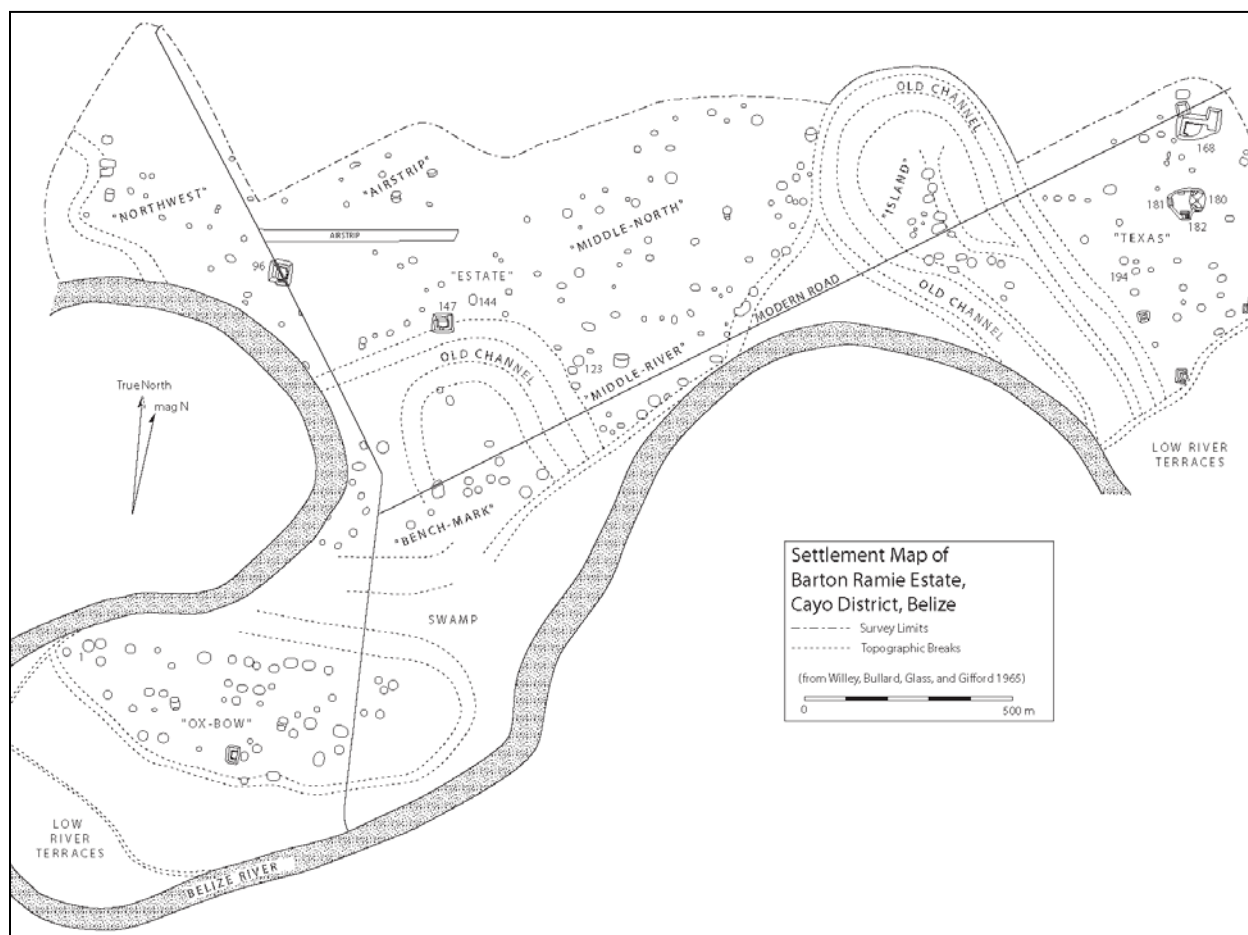 OLD CHANNEL
168
"AIRSTRIP"
"NORTHWEST"
"ISLAND"
181
180
182
"MIDDLE-NORTH"
AIRSTRIP
"TEXAS"
96
"ESTATE"
194
144
147
MODERN ROAD
OLD CHANNEL
OLD CHANNEL
123
"MIDDLE-RIVER"
True North
mag N
LOW RIVER
TERRACES
"BENCH-MARK"
Settlement Map of
Barton Ramie Estate,
Cayo District, Belize
Survey Limits
Topographic Breaks
(from Willey, Bullard, Glass, and Gifford 1965)
0
500 m
SWAMP
1
"OX-BOW"
LOW
RIVER
TERRACES
BELIZE RIVER